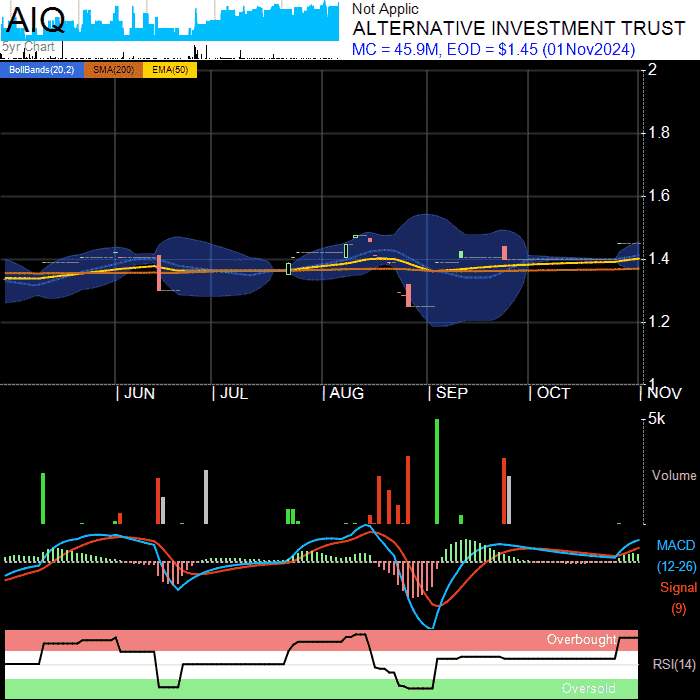 AIQ
5yr Chart
Not Applic
ALTERNATIVE INVESTMENT TRUST
MC = 45.9M, EOD = $1.45 (01Nov2024)
BollBands(20,2) SMA(200) EMA(50)
2
1.8
1.6
1.4
1.2
1
JUN JUL AUG SEP OCT NOV
5k
Volume
MACD
(12-26)
Signal
(9)
Overbought
RSI(14)
Oversold